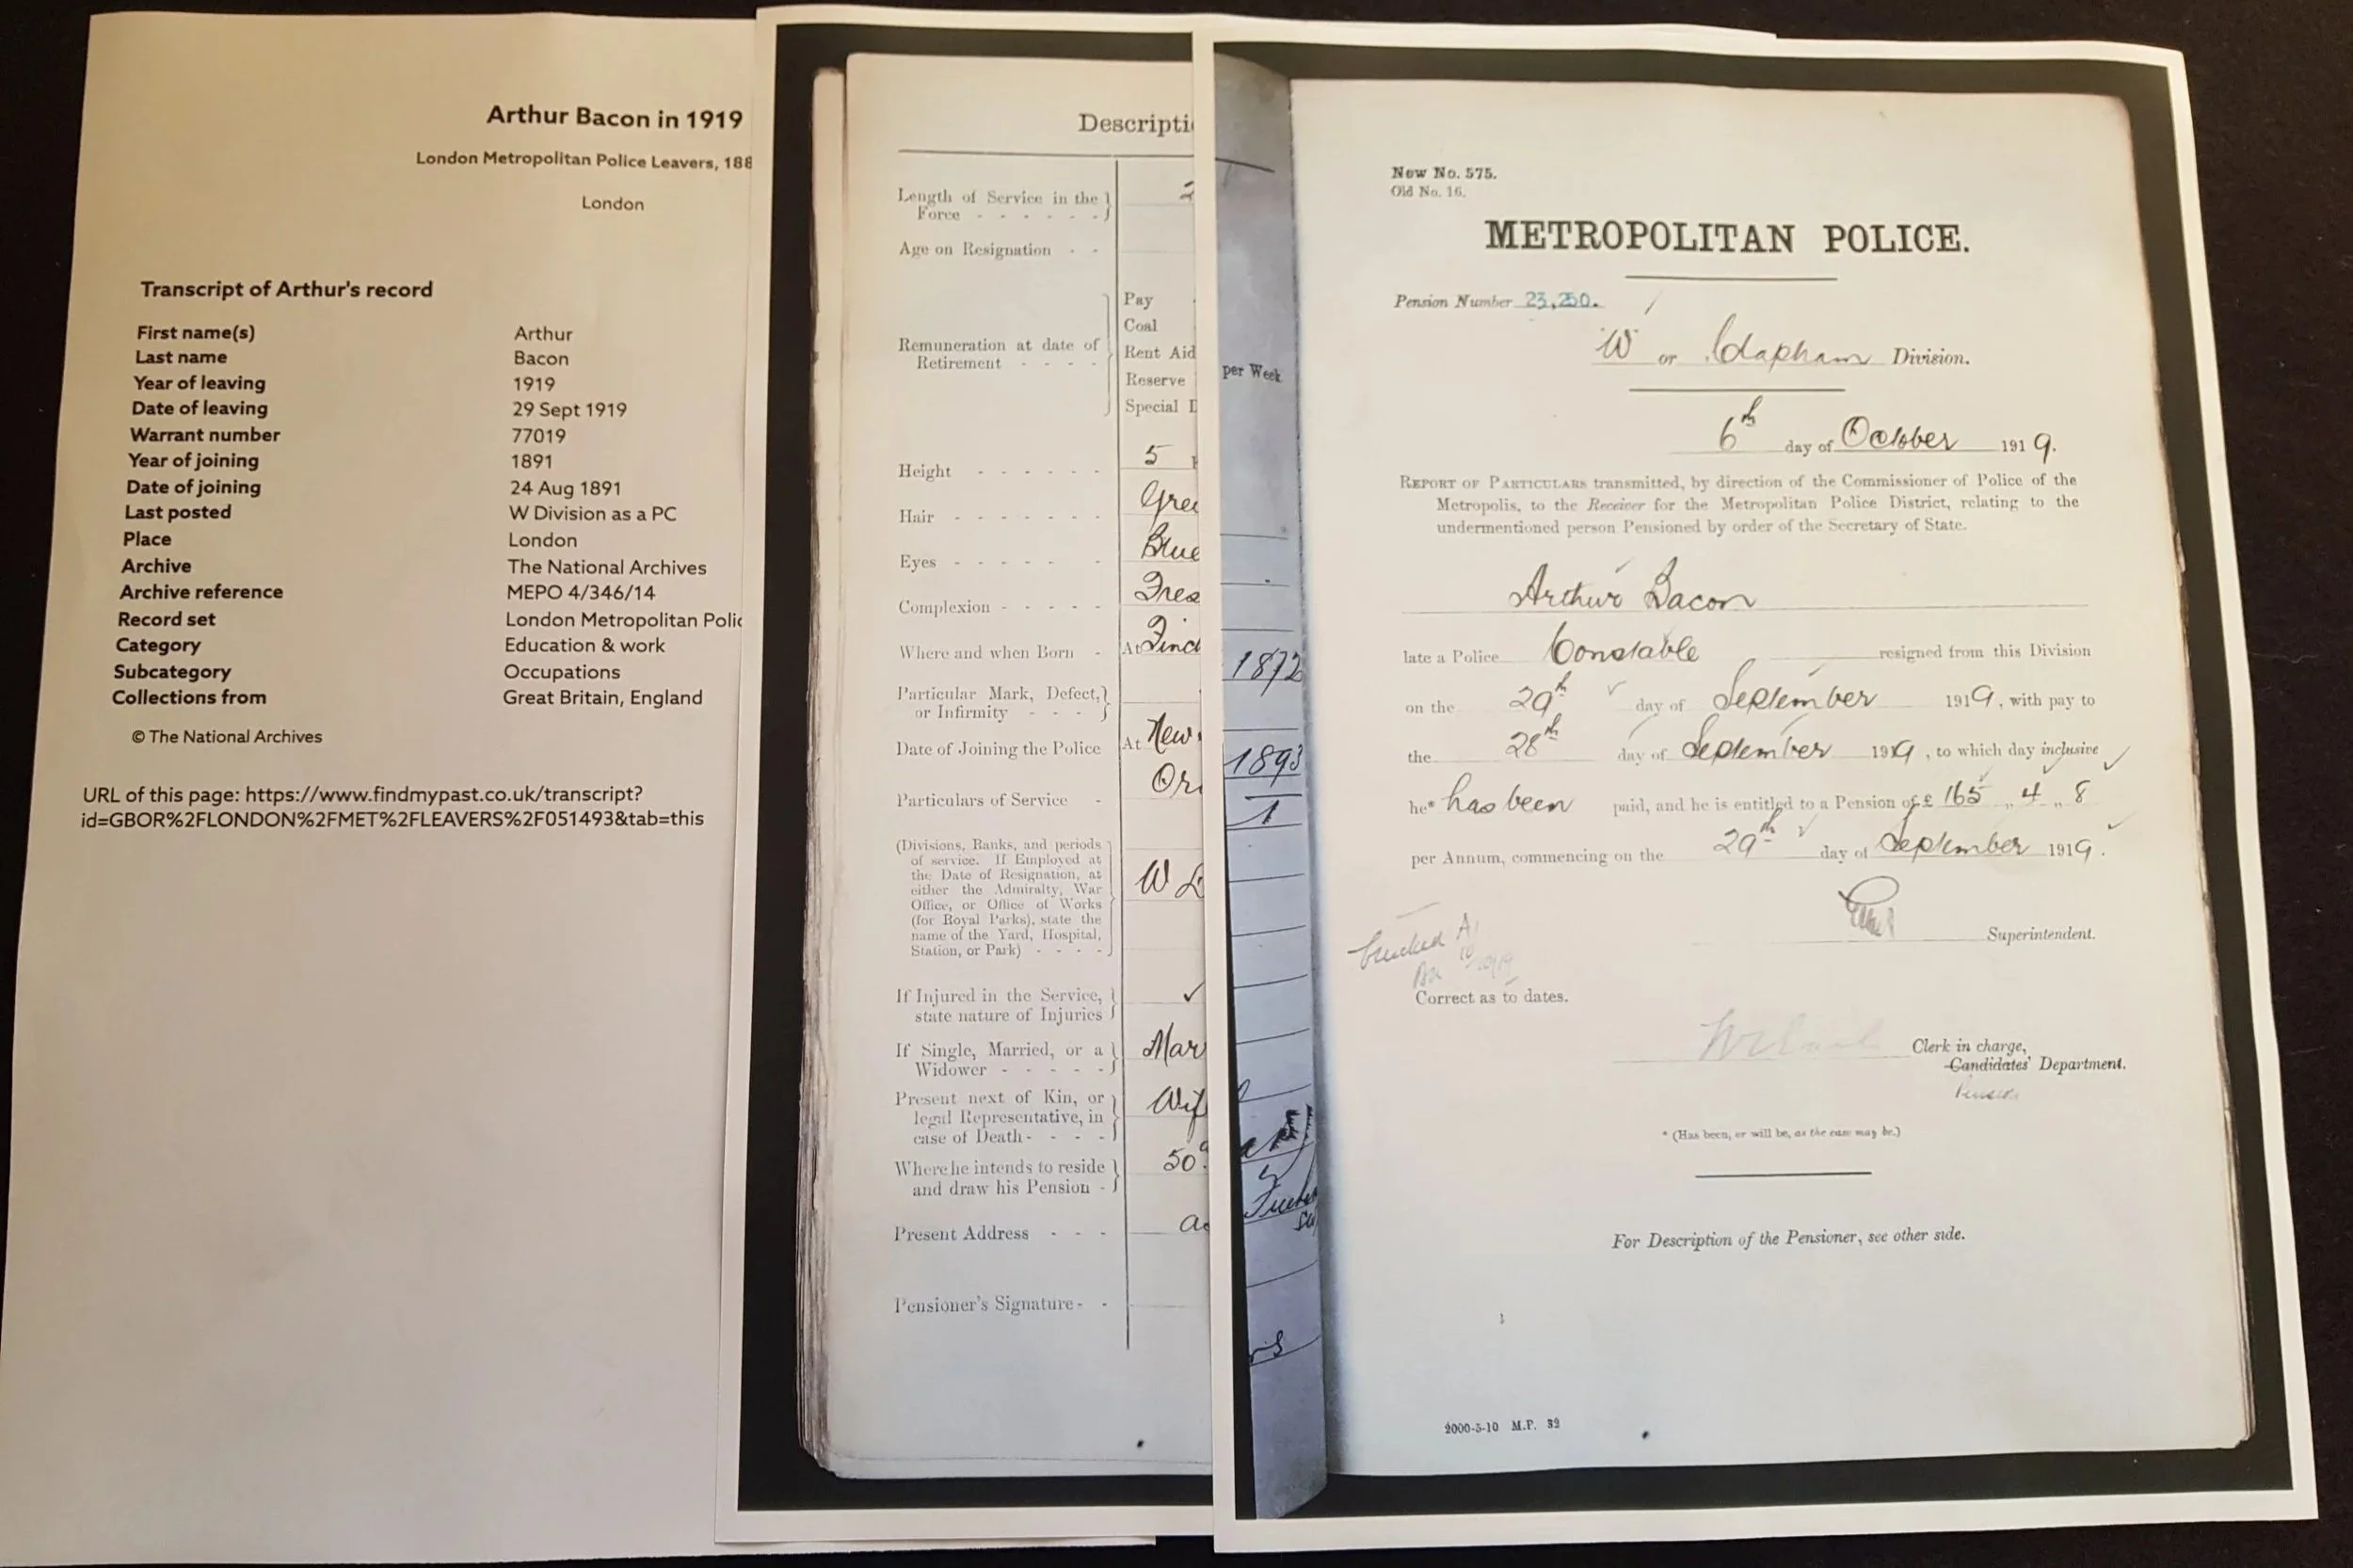 Arthur Bacon in 1919
London Metropolitan Police Leavers, 188
London
Transcript of Arthur's record
First name(s) Arthur
Last name Bacon
Year of leaving 1919
Date of leaving 29 Sept 1919
Warrant number 77019
Year of joining 1891
Date of joining 24 Aug 1891
Last posted W Division as a PC
Place London
Archive The National Archives
Archive reference MEPO 4/346/14
Record set London Metropolitan Polic
Category Education & work
Subcategory Occupations
Collections from Great Britain, England
© The National Archives
URL of this page: https://www.findmypast.co.uk/transcript?
id=GBOR%2FLONDON%2FMET%2FLEAVERS%2F051493&tab=this
Descripti
Length of Service in the 2
Force
Age on Resignation
Remuneration at date of
Retirement
Pay
Coal
Rent Aid
Reserve
Special D
Height 5
Hair Gre
Eyes Blue
Complexion Fres
Where and when Born At Finc
Particular Mark, Defect,
or Infirmity
Date of Joining the Police At New
Particulars of Service Or
(Divisions, Ranks, and periods
of service. If Employed at
the Date of Resignation, at
either the Admiralty, War
Office, or Office of Works
(for Royal Parks), state the
name of the Yard, Hospital,
Station, or Park)
W D
If Injured in the Service,
state nature of Injuries
If Single, Married, or a Mar
Widower
Present next of Kin, or Wif
legal Representative, in
case of Death
Where he intends to reside 50
and draw his Pension
Present Address a
Pensioner's Signature
per Week
1872
1893
1
New No. 575.
Old No. 16.
METROPOLITAN POLICE.
Pension Number 23,250.
W or Clapham Division.
6th day of October 1919.
REPORT OF PARTICULARS transmitted, by direction of the Commissioner of Police of the
Metropolis, to the Receiver for the Metropolitan Police District, relating to the
undermentioned person Pensioned by order of the Secretary of State.
Arthur Bacon
late a Police Constable resigned from this Division
on the 29th day of September 1919, with pay to
the 28th day of September 1919, to which day inclusive
he* has been paid, and he is entitled to a Pension of £ 165 „ 4 „ 8
per Annum, commencing on the 29th day of September 1919.
Superintendent.
Correct as to dates.
Clerk in charge,
Candidates' Department.
* (Has been, or will be, as the case may be.)
For Description of the Pensioner, see other side.
2000-5-10 M.P. 32